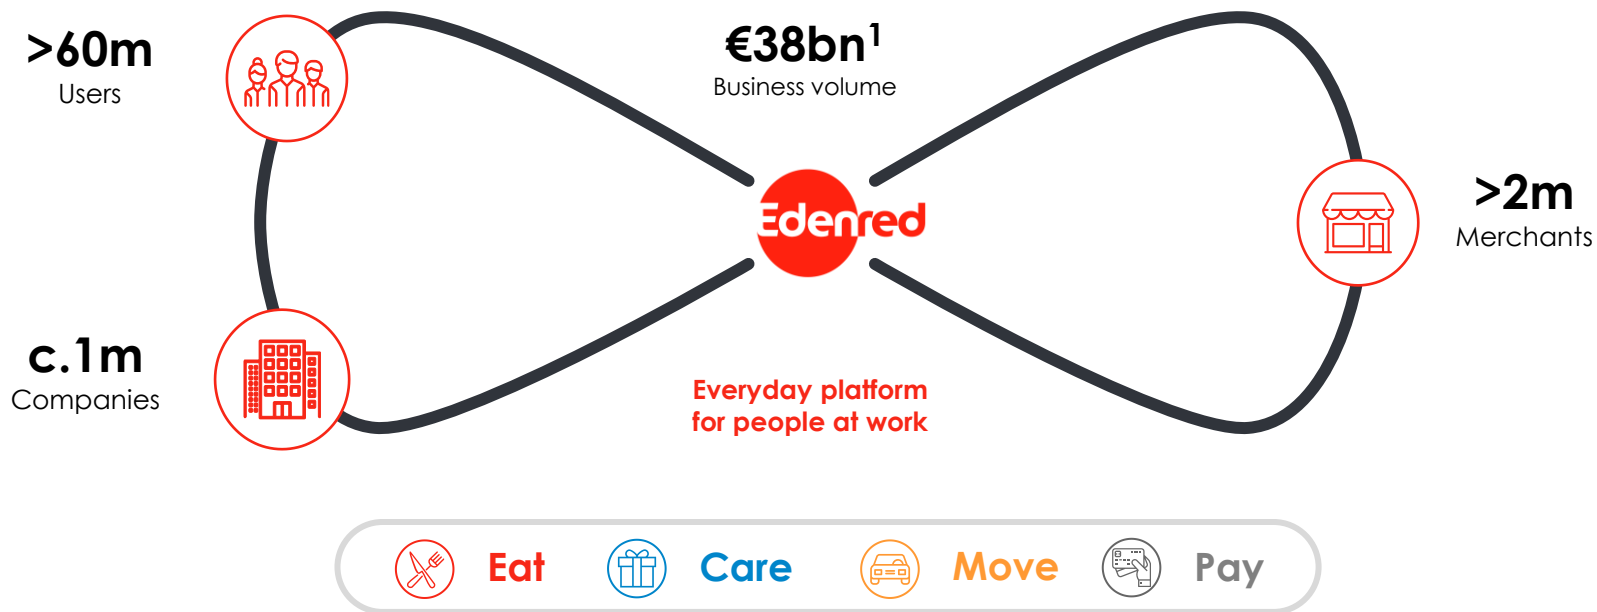 >60m
Users
€38bn¹
Business volume
Edenred
>2m
Merchants
c.1m
Companies
Everyday platform
for people at work
Eat
Care
Move
Pay